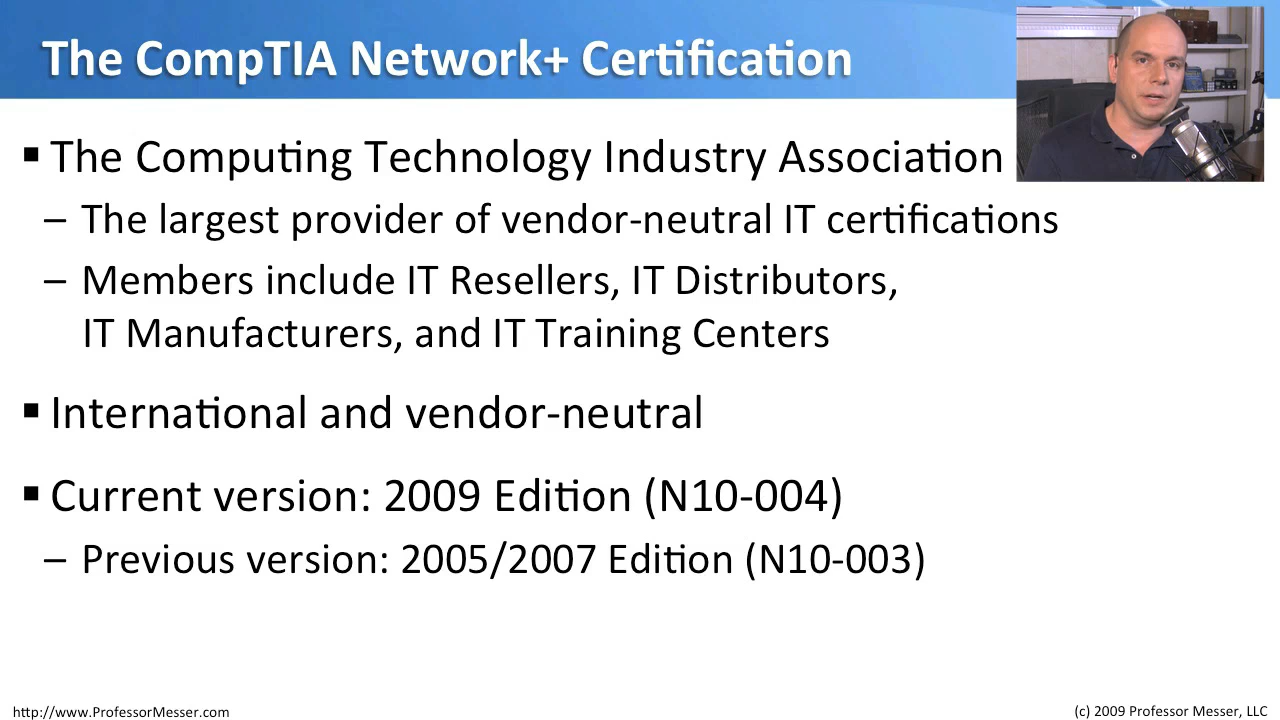 The CompTIA Network+ Certification
▪ The Computing Technology Industry Association
– The largest provider of vendor-neutral IT certifications
– Members include IT Resellers, IT Distributors,
IT Manufacturers, and IT Training Centers
▪ International and vendor-neutral
▪ Current version: 2009 Edition (N10-004)
– Previous version: 2005/2007 Edition (N10-003)
http://www.ProfessorMesser.com
(c) 2009 Professor Messer, LLC